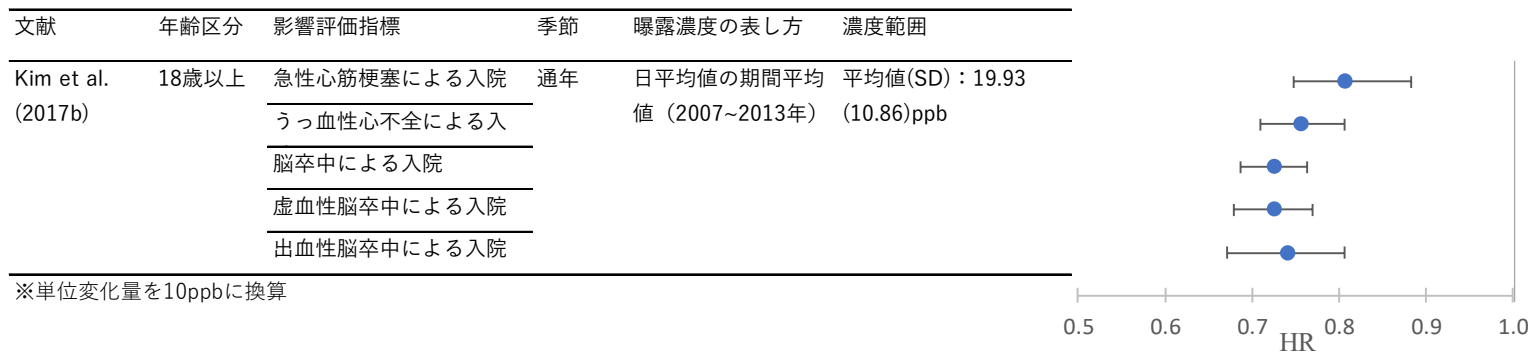 文献 年齢区分 影響評価指標 季節 曝露濃度の表し方 濃度範囲
Kim et al. 18歳以上 急性心筋梗塞による入院 通年 日平均値の期間平均 平均値(SD)：19.93
(2017b) うっ血性心不全による入 値（2007~2013年） (10.86)ppb
脳卒中による入院
虚血性脳卒中による入院
出血性脳卒中による入院
※単位変化量を10ppbに換算
0.5 0.6 0.7 0.8 0.9 1.0
HR